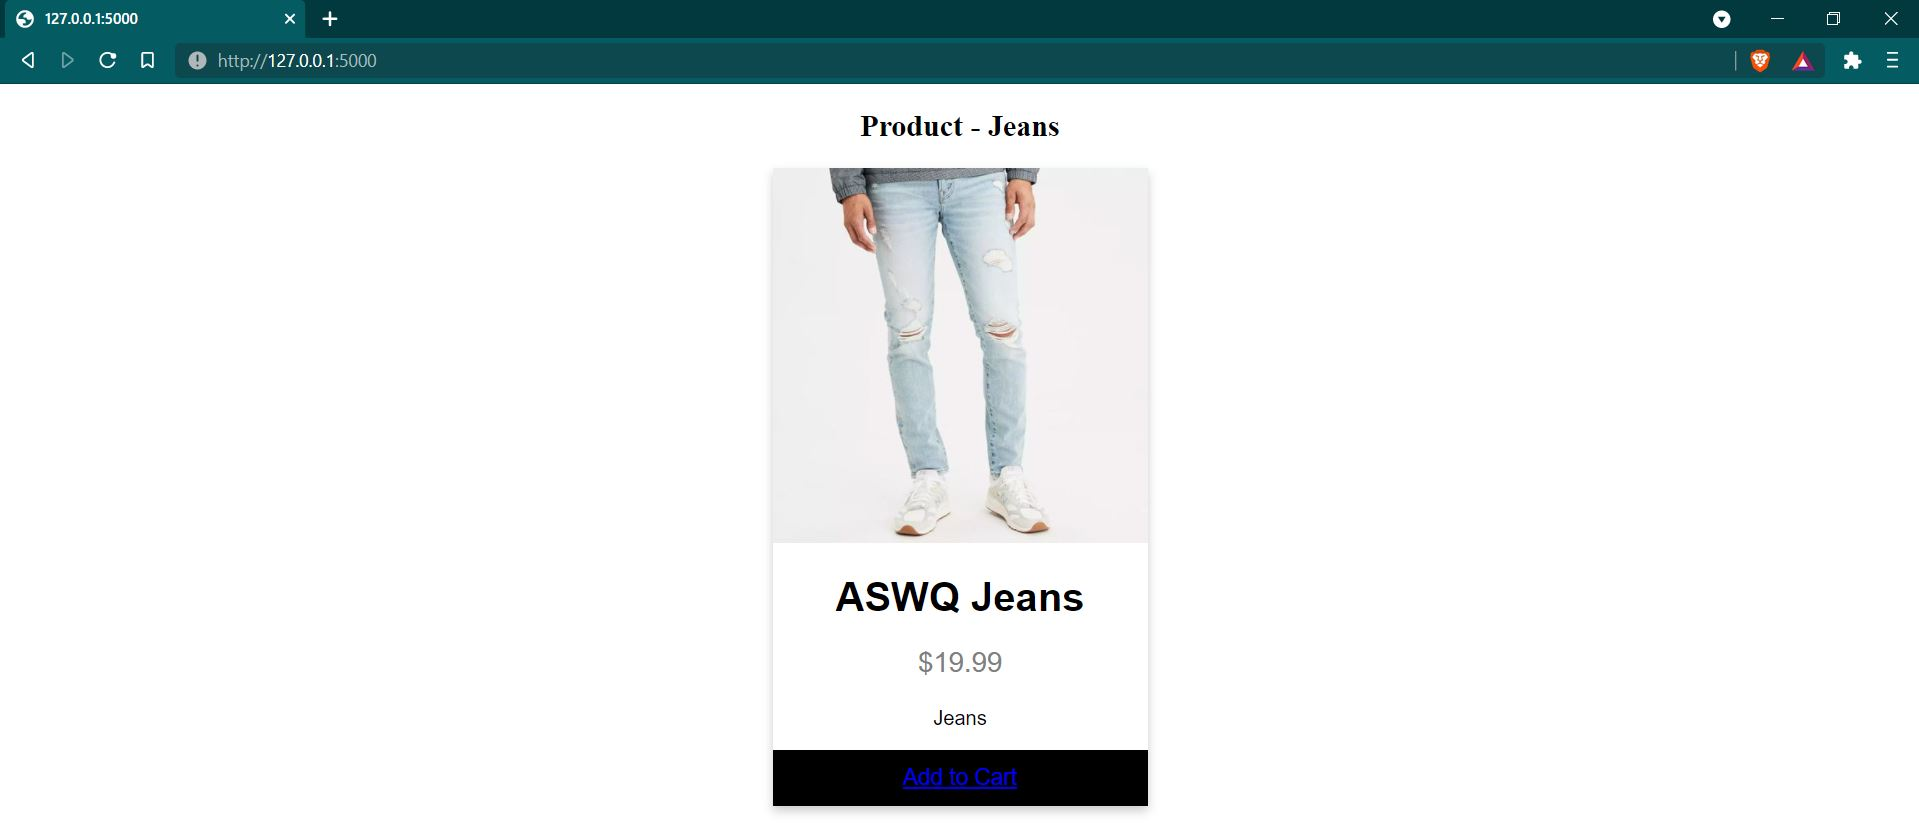 127.0.0.1:5000
http://127.0.0.1:5000
Product - Jeans
ASWQ Jeans
$19.99
Jeans
Add to Cart